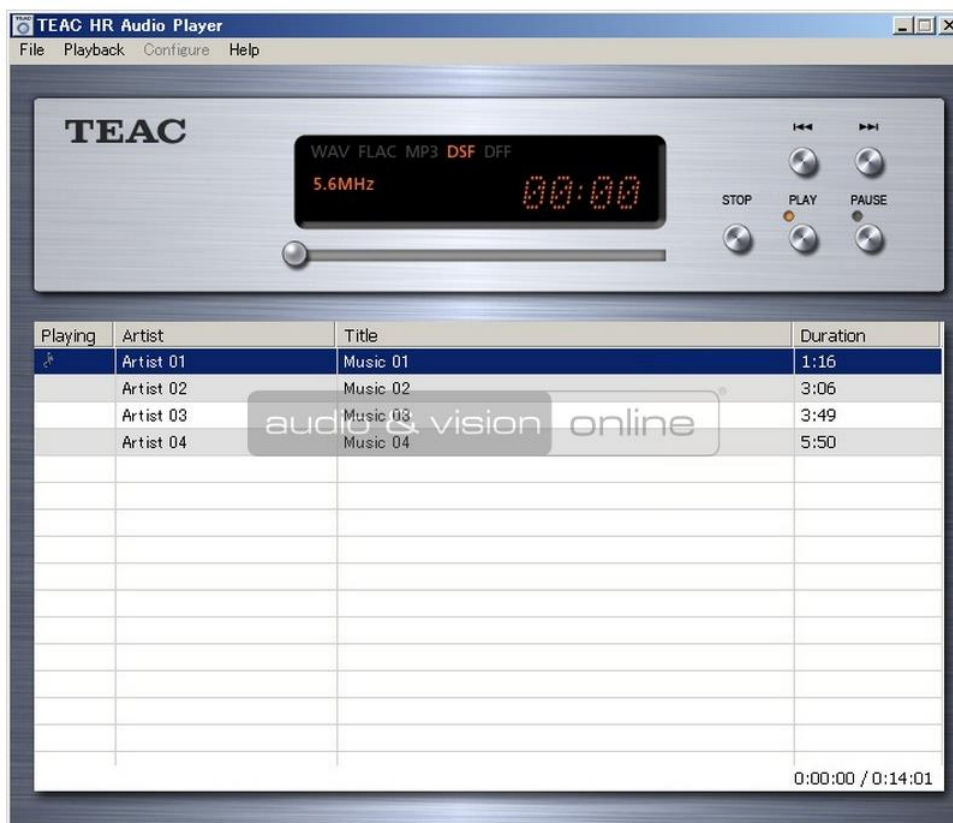 TEAC HR Audio Player
File Playback Configure Help
TEAC
WAV FLAC MP3 DSF DFF
5.6MHz 00:00
STOP PLAY PAUSE
Playing Artist Title Duration
Artist 01 Music 01 1:16
Artist 02 Music 02 3:06
Artist 03 Music 03 3:49
Artist 04 Music 04 5:50
audio & vision online
0:00:00 / 0:14:01